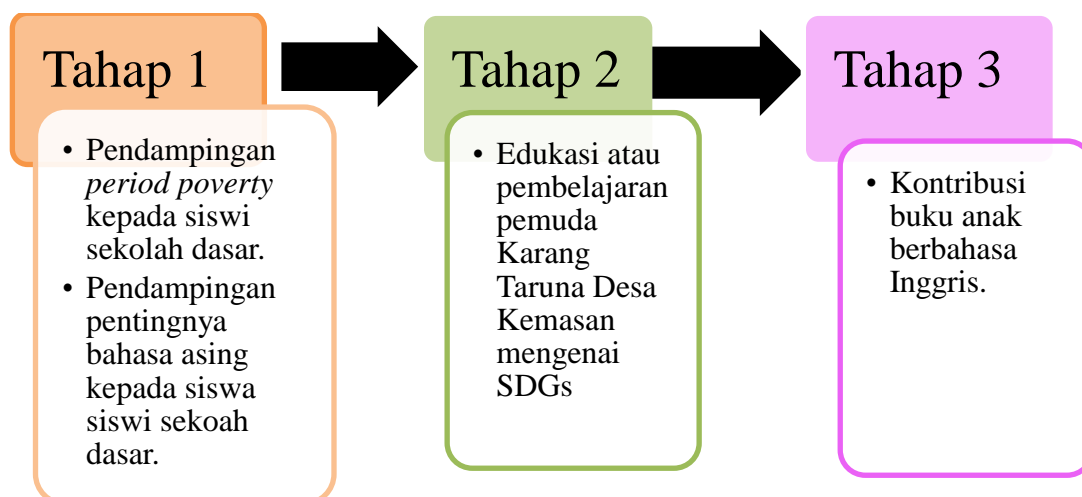 Tahap 1
• Pendampingan
period poverty
kepada siswi
sekolah dasar.
• Pendampingan
pentingnya
bahasa asing
kepada siswa
siswi sekoah
dasar.
Tahap 2
• Edukasi atau
pembelajaran
pemuda
Karang
Taruna Desa
Kemasan
mengenai
SDGs
Tahap 3
• Kontribusi
buku anak
berbahasa
Inggris.